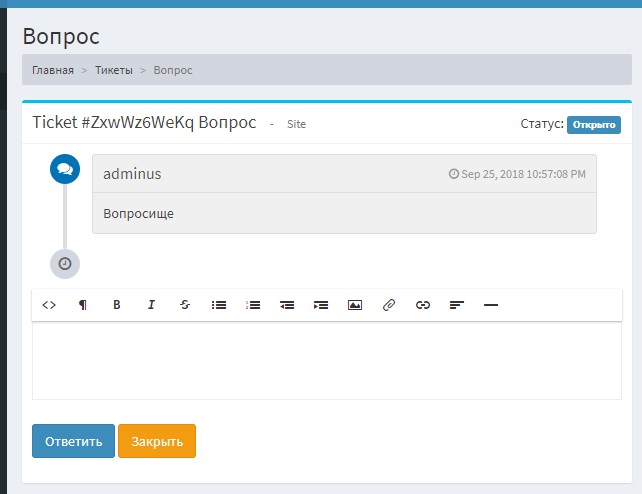 Вопрос
Главная > Тикеты > Вопрос
Ticket #ZxwWz6WeKq Вопрос - Site Статус: Открыто
adminus Sep 25, 2018 10:57:08 PM
Вопросище
Ответить Закрыть